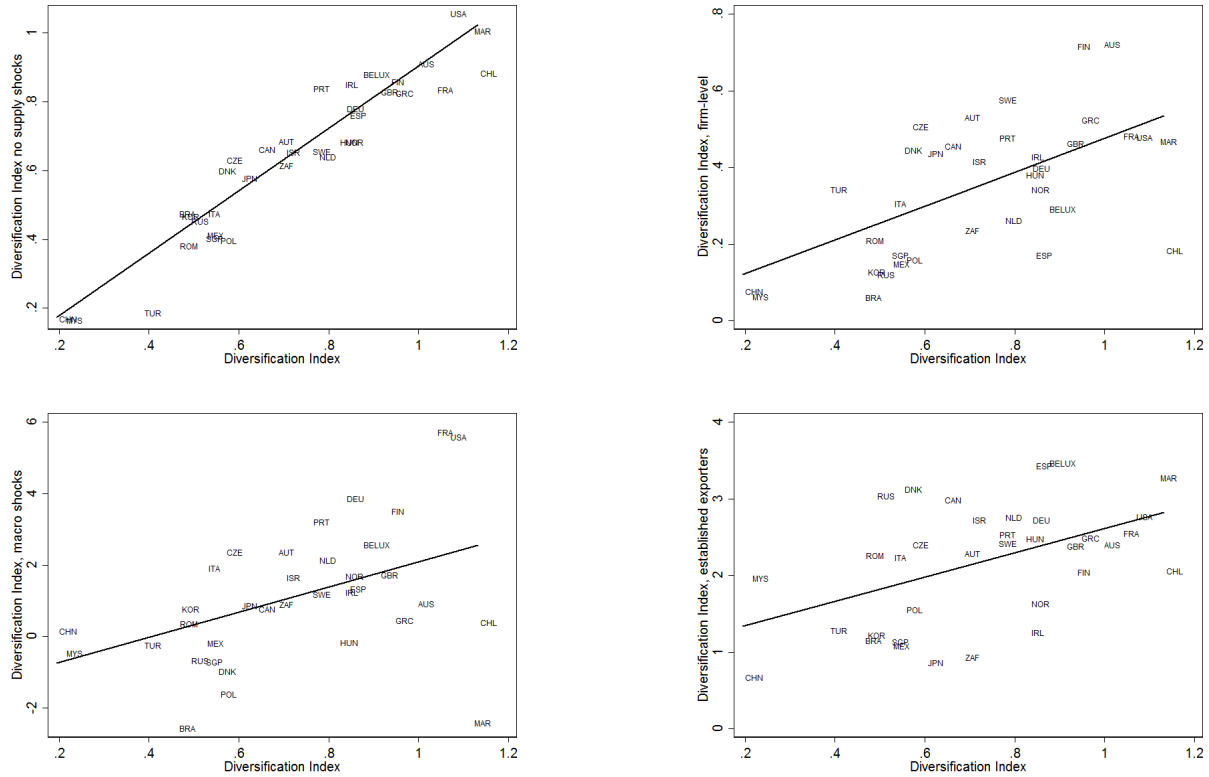 Diversification Index no supply shocks
1
.8
.6
.4
.2
USA
MAR
AUS
BELUX
CHL
FIN
IRL
PRT
GBR
GRC
FRA
DEU
ESP
AUT
HUN
NOR
CAN
ISR
SWE
NLD
CZE
ZAF
DNK
JPN
BRA
KOR
ITA
RUS
MEX
SGP
POL
ROM
TUR
CHN
MYS
.2 .4 .6 .8 1 1.2
Diversification Index
Diversification Index, firm-level
.8
.6
.4
.2
0
FIN
AUS
SWE
AUT
GRC
CZE
PRT
FRA
USA
MAR
DNK
CAN
GBR
JPN
ISR
IRL
DEU
HUN
TUR
NOR
ITA
BELUX
NLD
ZAF
ROM
SGP
ESP
CHL
MEX
POL
KOR
RUS
CHN
MYS
BRA
.2 .4 .6 .8 1 1.2
Diversification Index
Diversification Index, macro shocks
6
4
2
0
-2
FRA
USA
DEU
FIN
PRT
BELUX
CZE
AUT
NLD
ITA
ISR
NOR
GBR
IRL
ESP
SWE
KOR
JPN
CAN
ZAF
AUS
ROM
GRC
CHL
CHN
TUR
MEX
HUN
MYS
RUS
SGP
DNK
POL
BRA
MAR
.2 .4 .6 .8 1 1.2
Diversification Index
Diversification Index, established exporters
4
3
2
1
0
ESP
BELUX
MAR
DNK
RUS
CAN
ISR
NLD
DEU
USA
PRT
FRA
CZE
SWE
HUN
GRC
GBR
AUS
ROM
ITA
AUT
MYS
FIN
CHL
POL
NOR
TUR
KOR
BRA
SGP
MEX
IRL
JPN
ZAF
CHN
.2 .4 .6 .8 1 1.2
Diversification Index